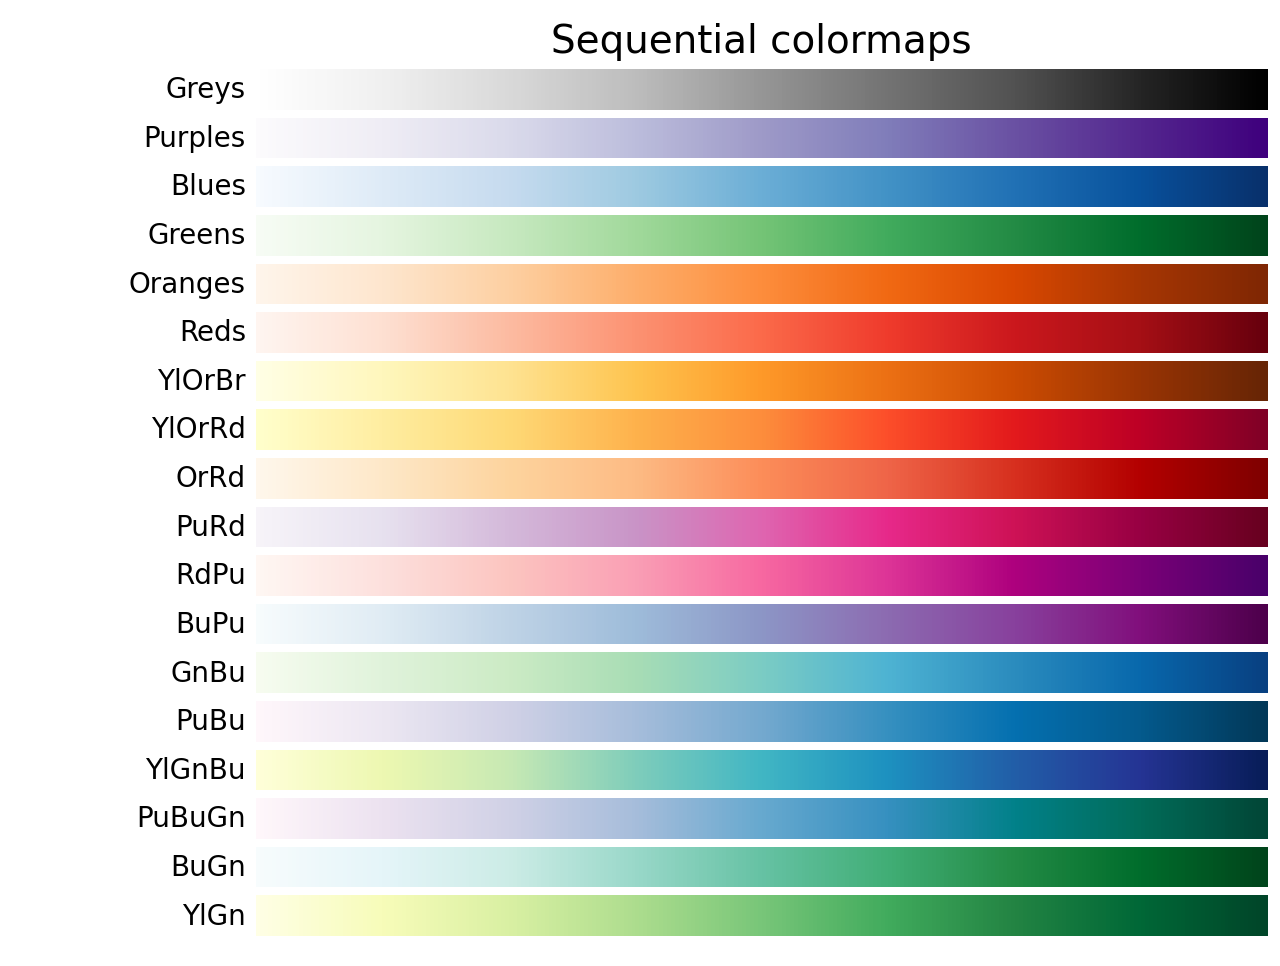 Sequential colormaps
Greys
Purples
Blues
Greens
Oranges
Reds
YlOrBr
YlOrRd
OrRd
PuRd
RdPu
BuPu
GnBu
PuBu
YlGnBu
PuBuGn
BuGn
YlGn